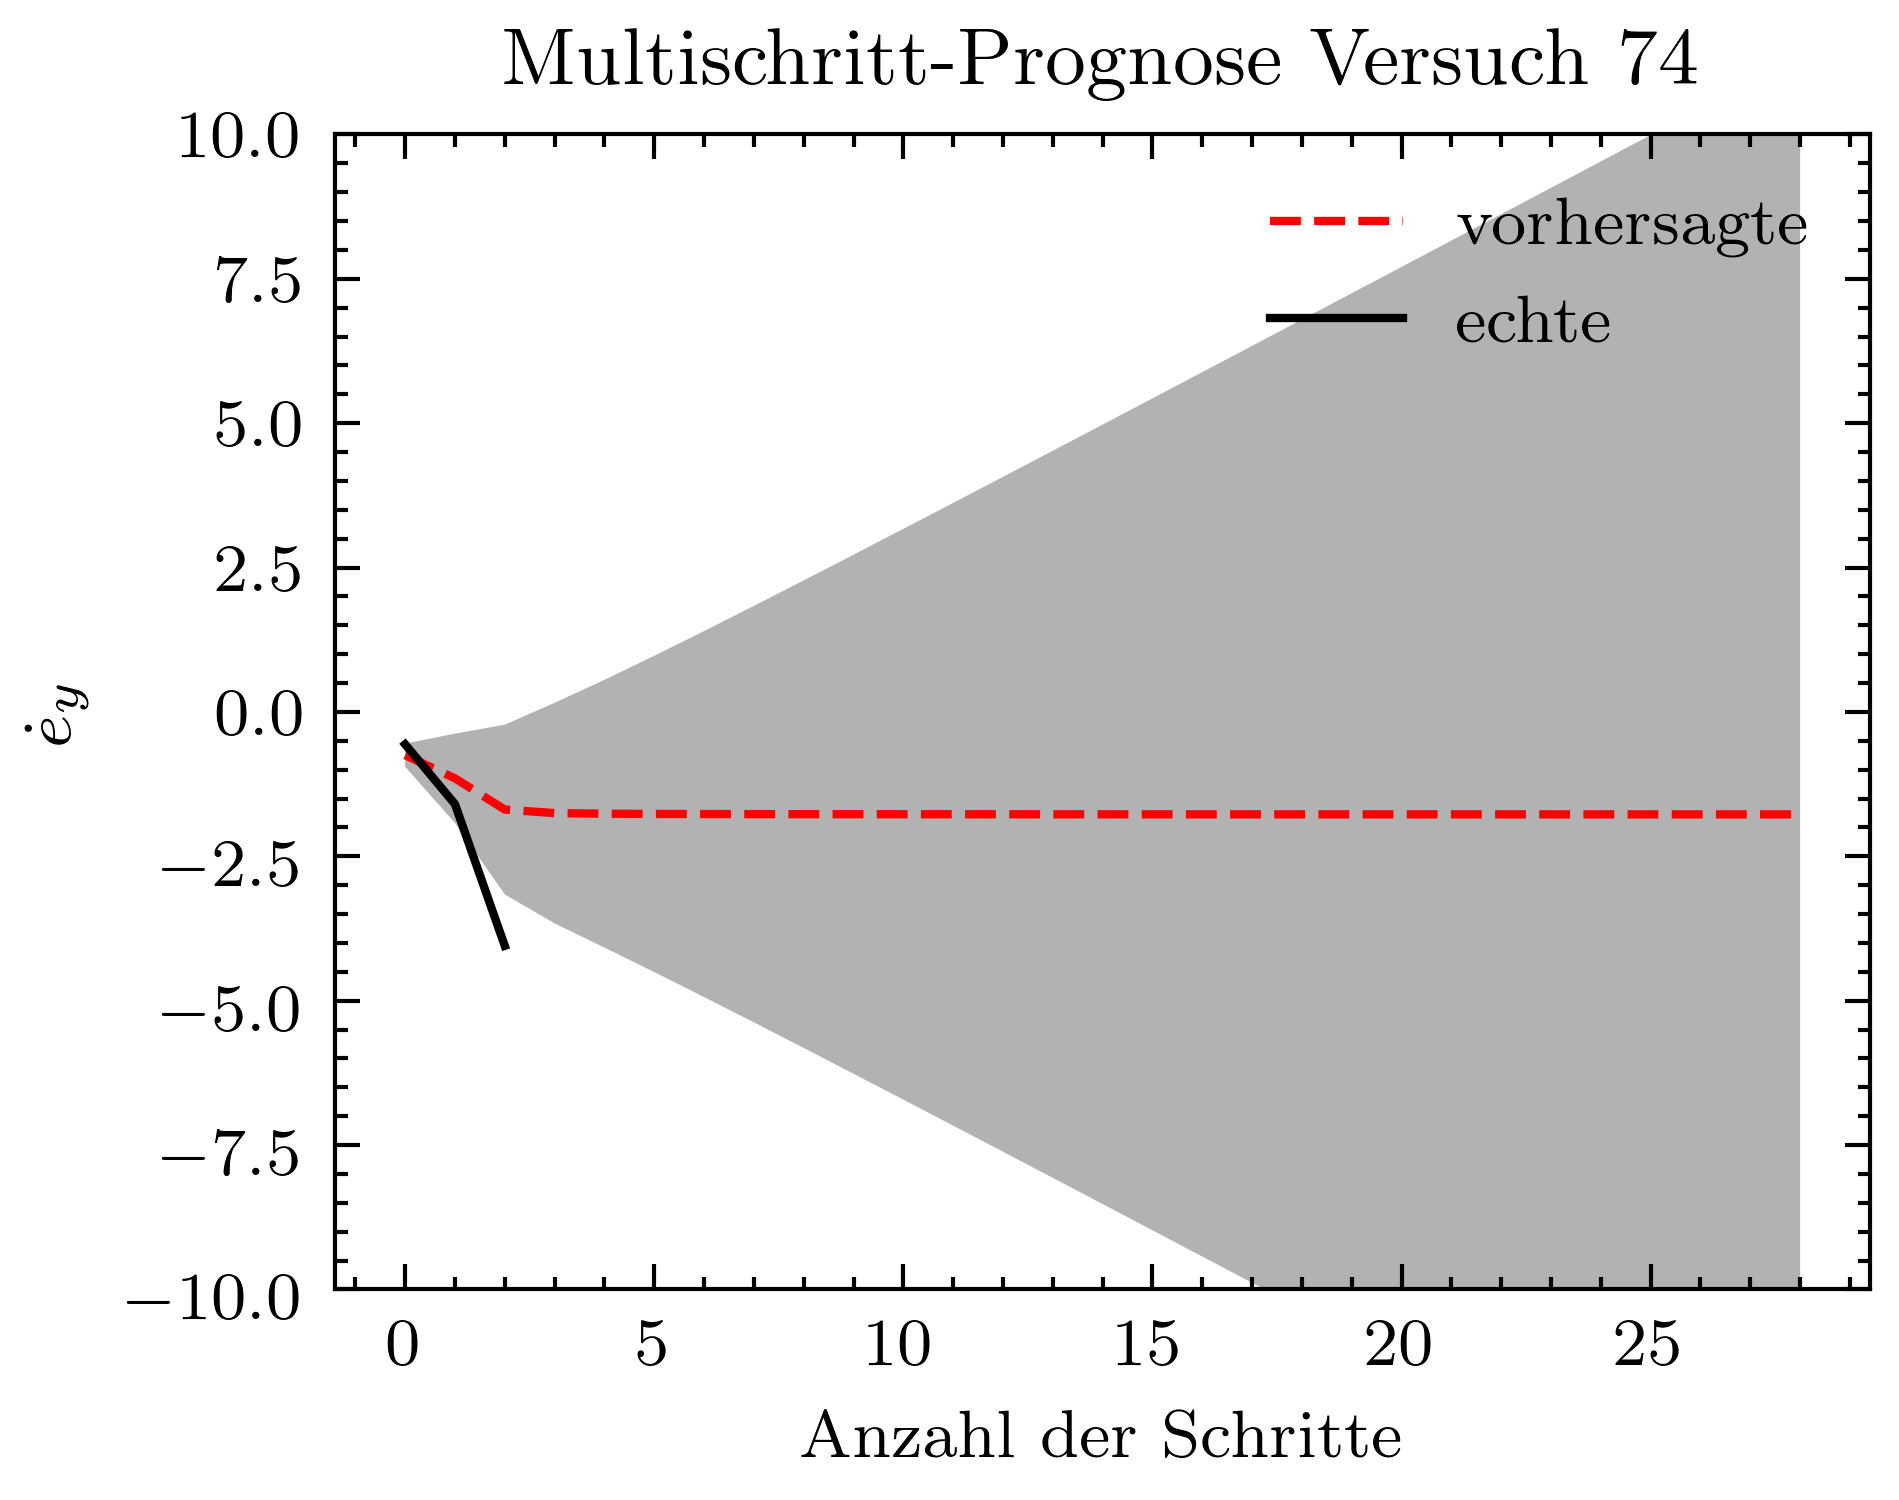 Multischritt-Prognose Versuch 74
10.0
7.5
5.0
2.5
0.0
−2.5
−5.0
−7.5
−10.0
ė_y
vorhersagte
echte
0 5 10 15 20 25
Anzahl der Schritte